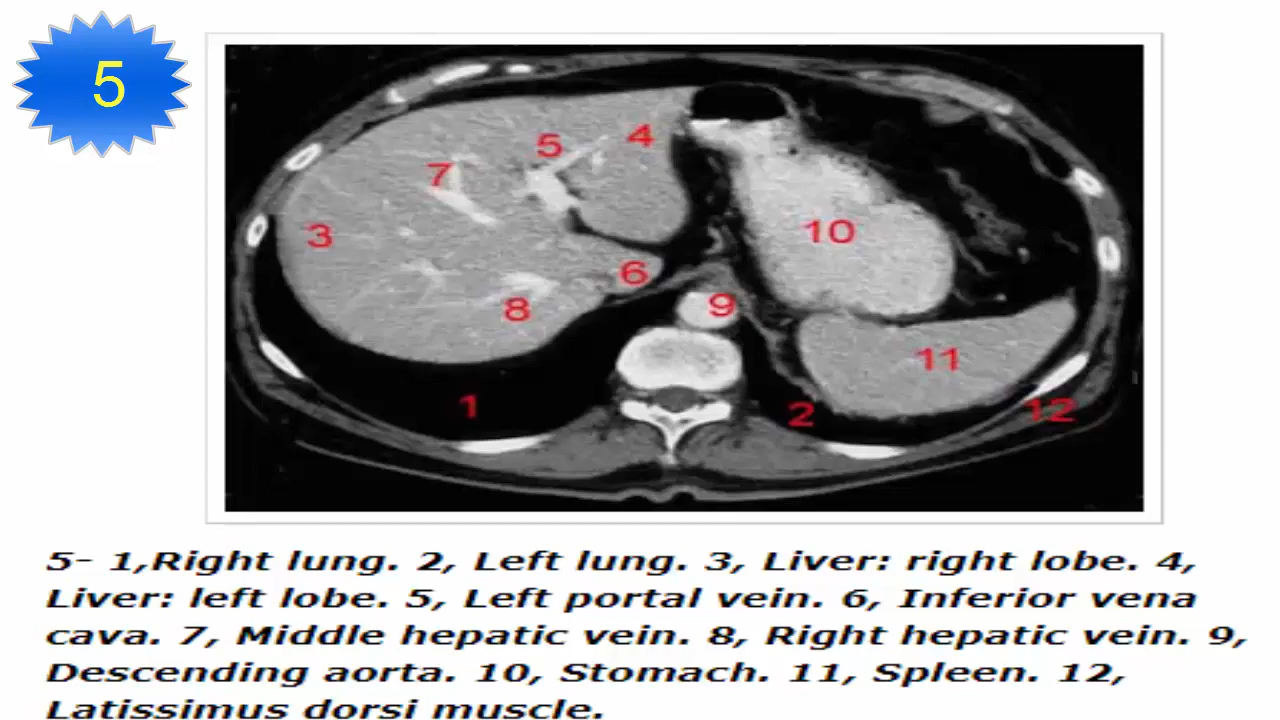 5
5
4
7
3
10
6
8
9
11
1
2
12
5- 1,Right lung. 2, Left lung. 3, Liver: right lobe. 4,
Liver: left lobe. 5, Left portal vein. 6, Inferior vena
cava. 7, Middle hepatic vein. 8, Right hepatic vein. 9,
Descending aorta. 10, Stomach. 11, Spleen. 12,
Latissimus dorsi muscle.